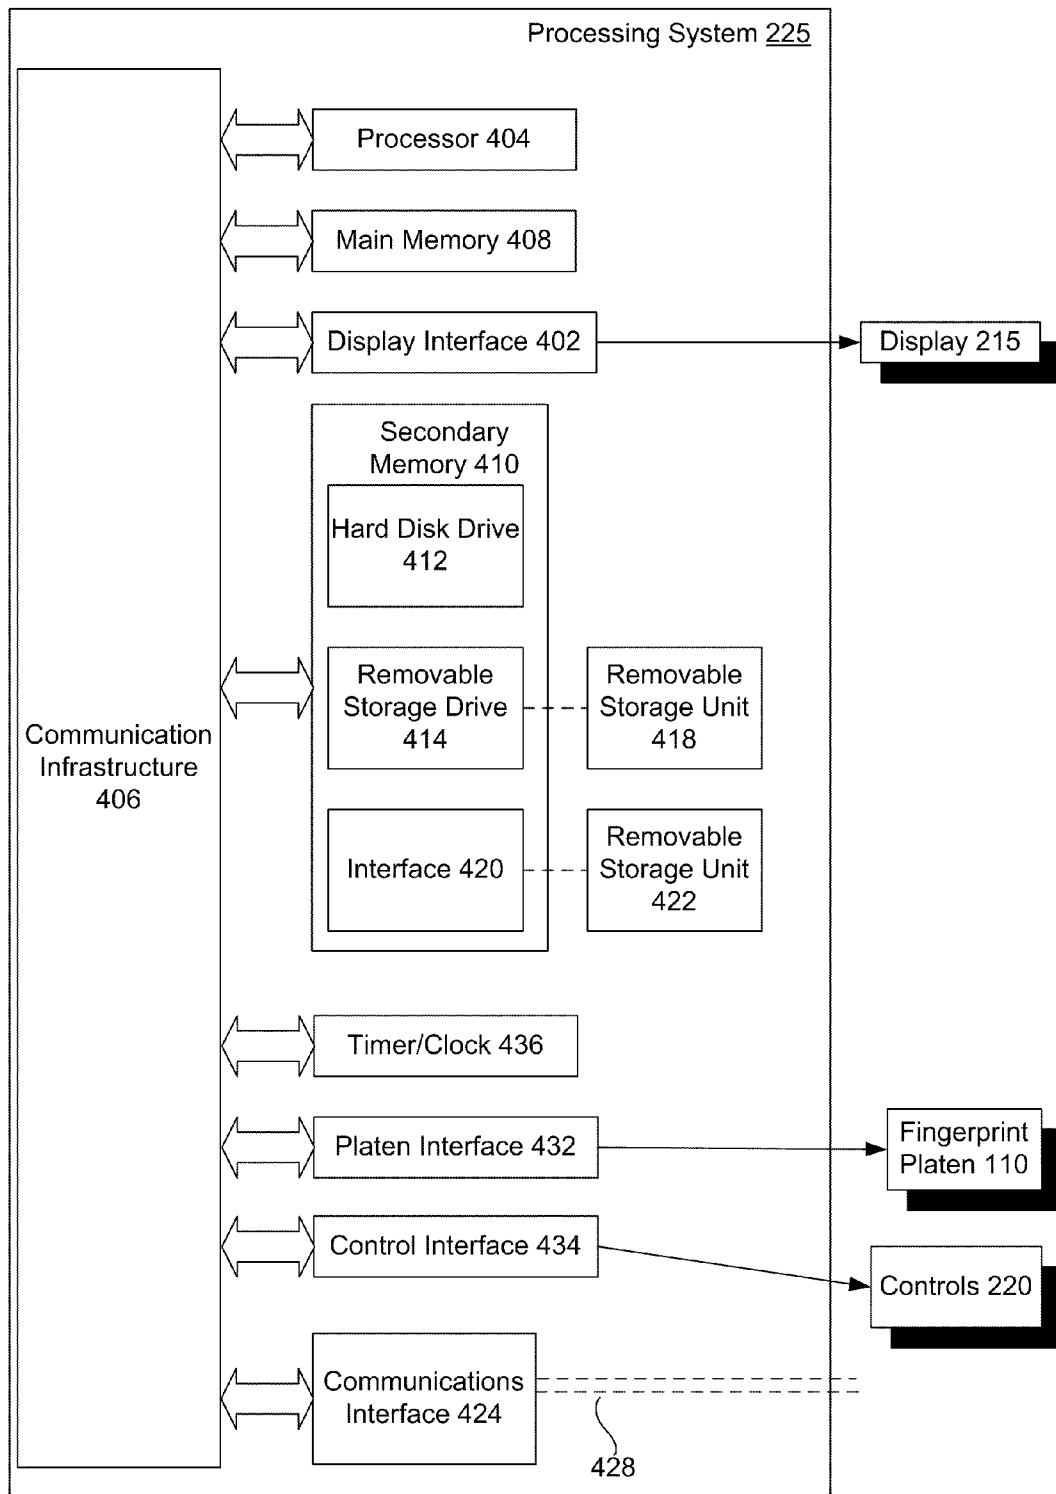 Processing System 225
Processor 404
Main Memory 408
Display Interface 402
Display 215
Secondary
Memory 410
Hard Disk Drive
412
Removable
Storage Drive
414
Removable
Storage Unit
418
Communication
Infrastructure
406
Interface 420
Removable
Storage Unit
422
Timer/Clock 436
Platen Interface 432
Fingerprint
Platen 110
Control Interface 434
Controls 220
Communications
Interface 424
428